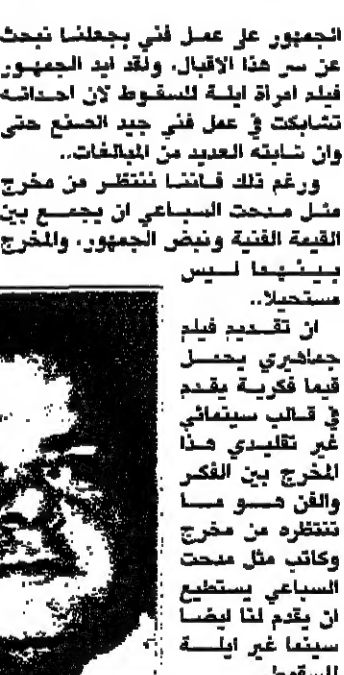 الجمهور على عمل فني يجعلنا نبحث
عن سر هذا الاقبال، ولقد ايد الجمهور
فيلم امرأة ايلة للسقوط لان احداثه
تشابكت في عمل فني جيد الصنع حتى
وان شابته العديد من المبالغات..
ورغم ذلك فاننا ننتظر من مخرج
مثل مدحت السباعي ان يجمع بين
القيمة الفنية ونبض الجمهور، والمخرج
بينهما ليس
مستحيلا..
ان تقديم فيلم
جماهيري يحمل
قيما فكرية يقدم
في قالب سينمائي
غير تقليدي هذا
المخرج بين الفكر
والفن هو ما
ننتظره من مخرج
وكاتب مثل مدحت
السباعي يستطيع
ان يقدم لنا ايضا
سينما غير ايلة
للسقوط